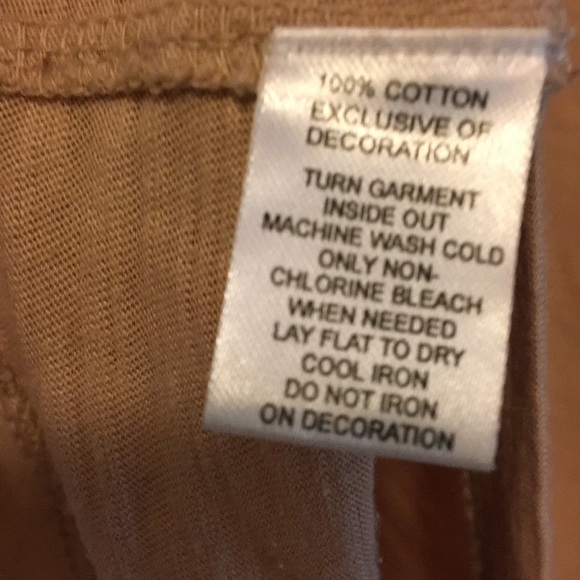 100% COTTON
EXCLUSIVE OF
DECORATION
TURN GARMENT
INSIDE OUT
MACHINE WASH COLD
ONLY NON-
CHLORINE BLEACH
WHEN NEEDED
LAY FLAT TO DRY
COOL IRON
DO NOT IRON
ON DECORATION